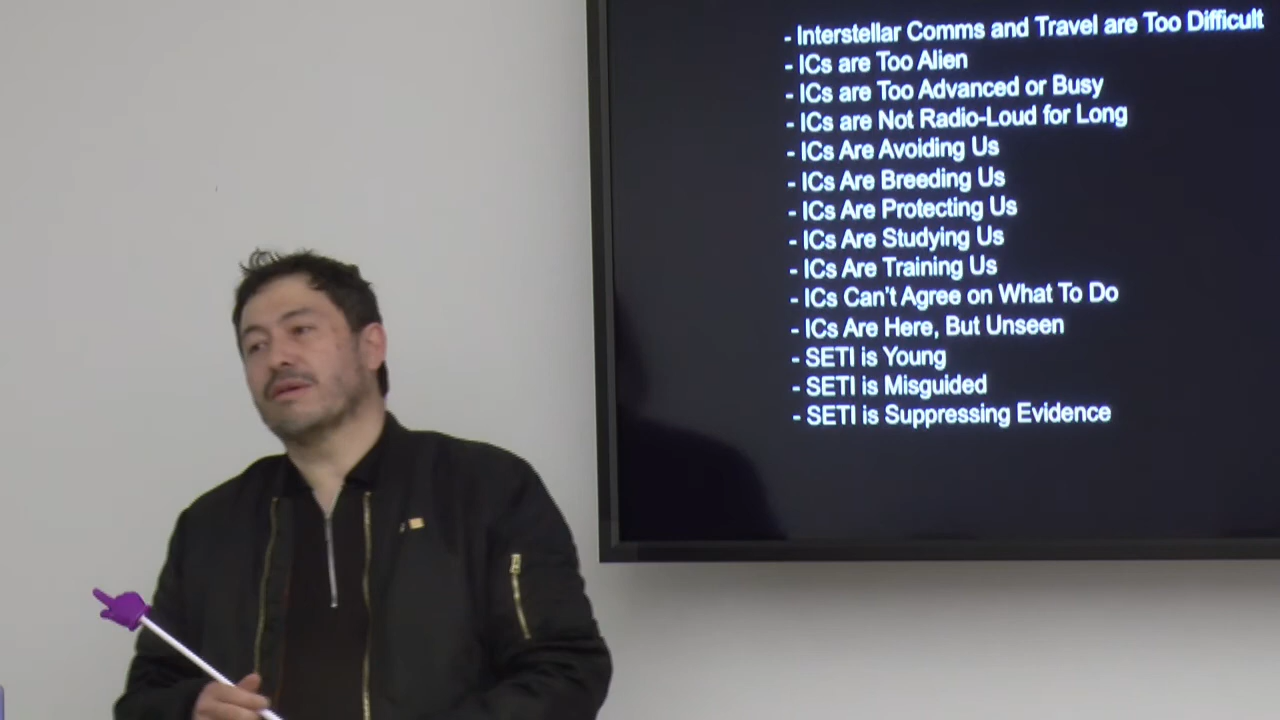 - Interstellar Comms and Travel are Too Difficult
- ICs are Too Alien
- ICs are Too Advanced or Busy
- ICs are Not Radio-Loud for Long
- ICs Are Avoiding Us
- ICs Are Breeding Us
- ICs Are Protecting Us
- ICs Are Studying Us
- ICs Are Training Us
- ICs Can't Agree on What To Do
- ICs Are Here, But Unseen
- SETI is Young
- SETI is Misguided
- SETI is Suppressing Evidence